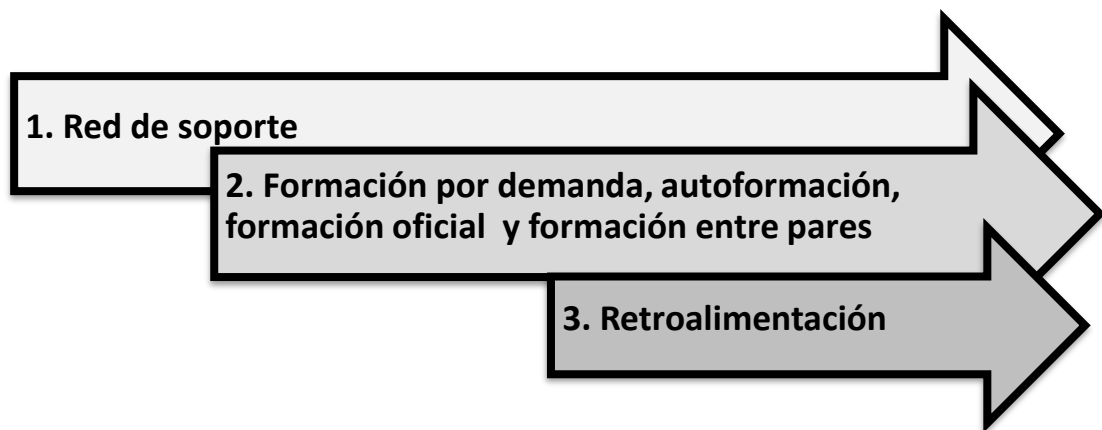 1. Red de soporte
2. Formación por demanda, autoformación,
formación oficial  y formación entre pares
3. Retroalimentación